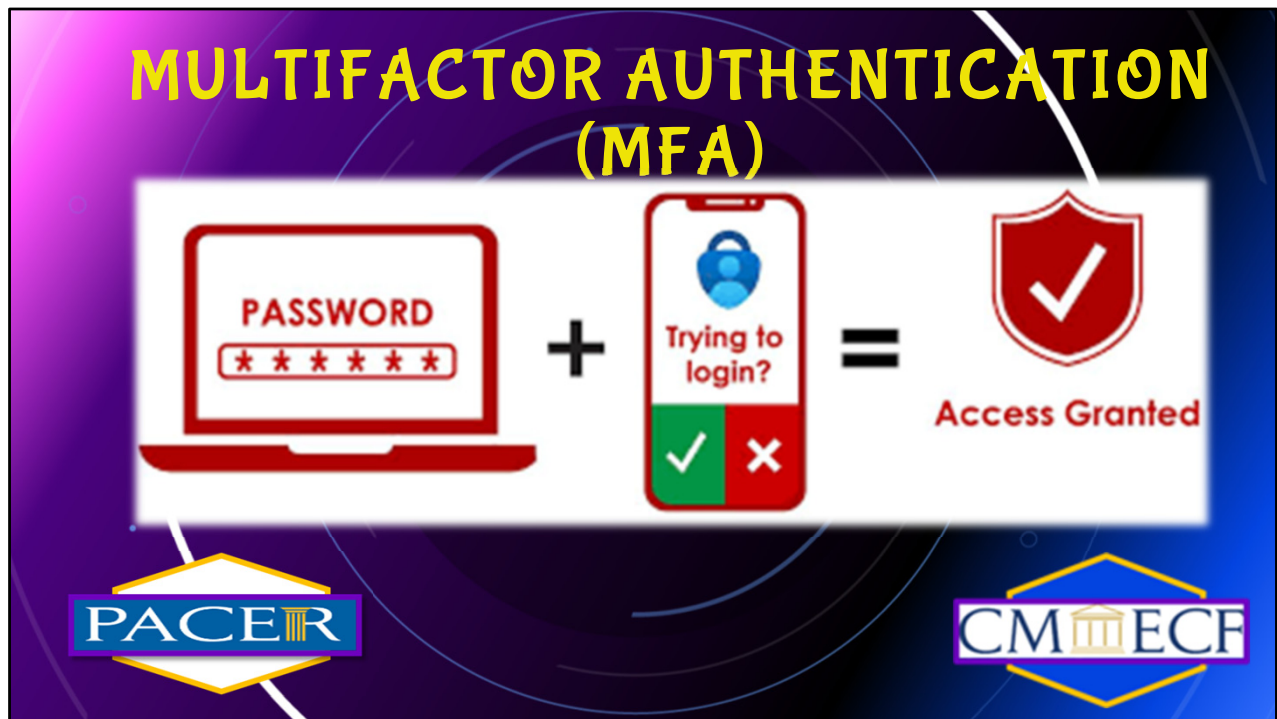 MULTIFACTOR AUTHENTICATION
(MFA)
PASSWORD
* * * * * *
+
Trying to
login?
=
Access Granted
PACER
CM ECF